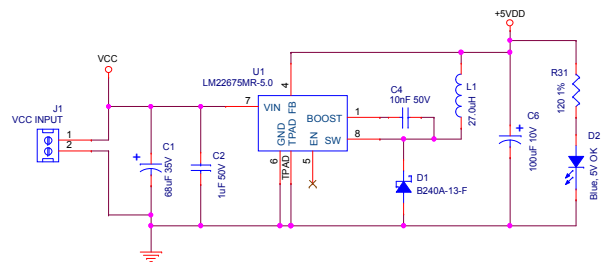 +5VDD
VCC
J1
VCC INPUT
1
2
C1
68uF 35V
C2
1uF 50V
U1
LM22675MR-5.0
7
VIN
4
FB
GND
TPAD
EN
BOOST
SW
1
8
6
TPAD
5
C4
10nF 50V
L1
27.0uH
D1
B240A-13-F
C6
100uF 10V
R31
120 1%
D2
Blue, 5V OK